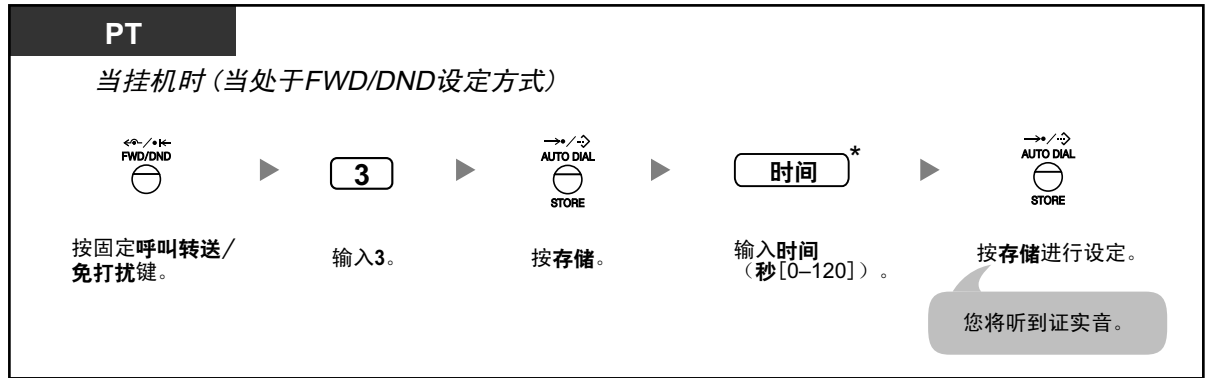 PT
当挂机时（当处于FWD/DND设定方式）
FWD/DND
3
AUTO DIAL
STORE
时间*
AUTO DIAL
STORE
按固定呼叫转送/
免打扰键。
输入3。
按存储。
输入时间
（秒[0–120]）。
按存储进行设定。
您将听到证实音。